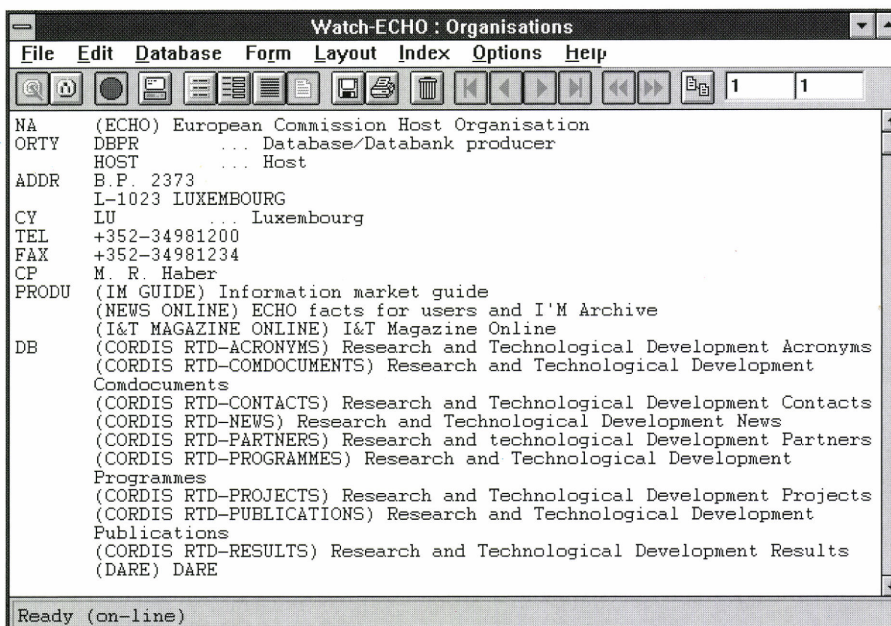 Watch-ECHO : Organisations
File Edit Database Form Layout Index Options Help
1 1
NA (ECHO) European Commission Host Organisation
ORTY DBPR ... Database/Databank producer
HOST ... Host
ADDR B.P. 2373
L-1023 LUXEMBOURG
CY LU ... Luxembourg
TEL +352-34981200
FAX +352-34981234
CP M. R. Haber
PRODU (IM GUIDE) Information market guide
(NEWS ONLINE) ECHO facts for users and I'M Archive
(I&T MAGAZINE ONLINE) I&T Magazine Online
DB (CORDIS RTD-ACRONYMS) Research and Technological Development Acronyms
(CORDIS RTD-COMDOCUMENTS) Research and Technological Development
Comdocuments
(CORDIS RTD-CONTACTS) Research and Technological Development Contacts
(CORDIS RTD-NEWS) Research and Technological Development News
(CORDIS RTD-PARTNERS) Research and technological Development Partners
(CORDIS RTD-PROGRAMMES) Research and Technological Development
Programmes
(CORDIS RTD-PROJECTS) Research and Technological Development Projects
(CORDIS RTD-PUBLICATIONS) Research and Technological Development
Publications
(CORDIS RTD-RESULTS) Research and Technological Development Results
(DARE) DARE
Ready (on-line)